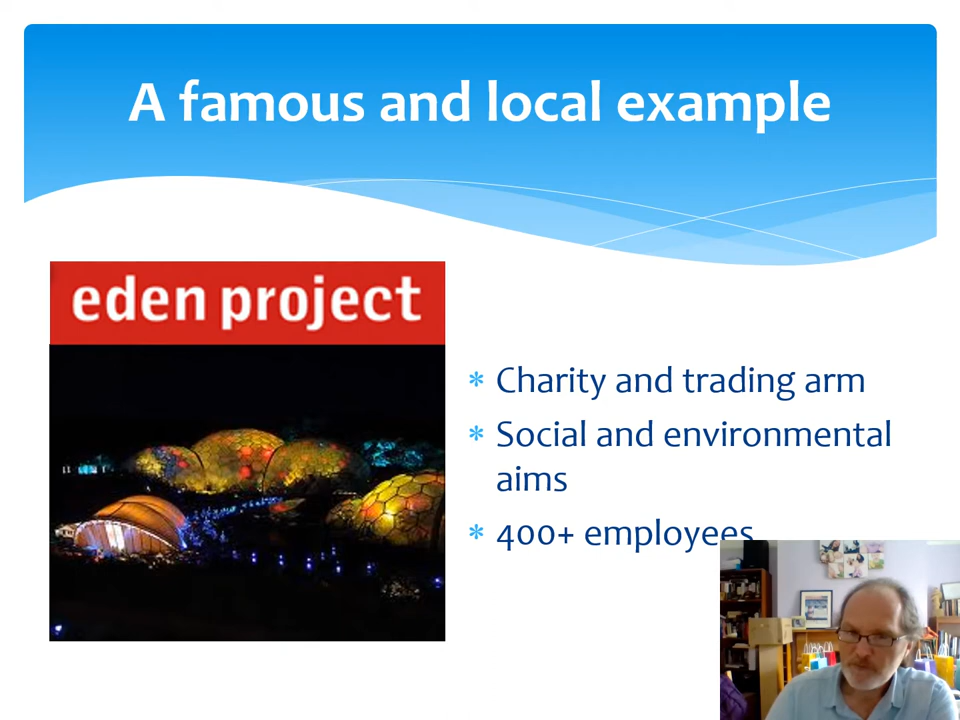 A famous and local example
eden project
Charity and trading arm
Social and environmental
aims
400+ employees